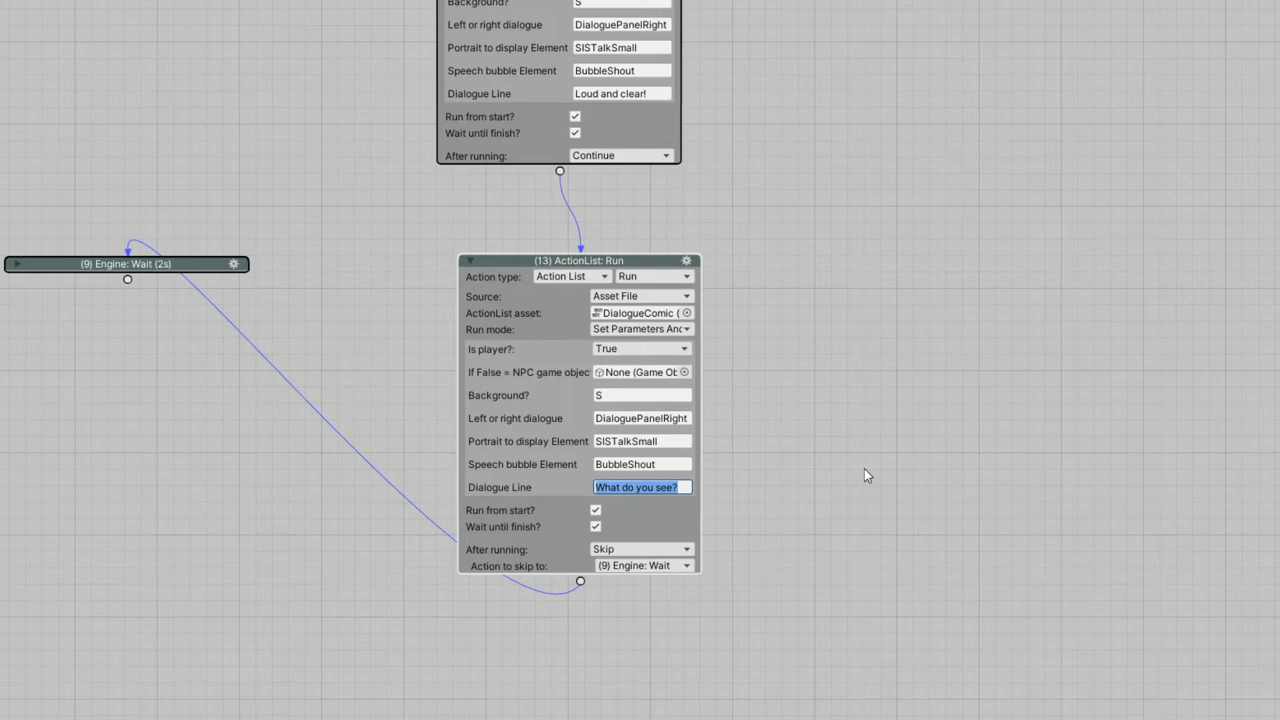 Background? S
Left or right dialogue DialoguePanelRight
Portrait to display Element SISTalkSmall
Speech bubble Element BubbleShout
Dialogue Line Loud and clear!
Run from start?
Wait until finish?
After running: Continue
(9) Engine: Wait (2s)
(13) ActionList: Run
Action type: Action List Run
Source: Asset File
ActionList asset: DialogueComic (
Run mode: Set Parameters Anc
Is player?: True
If False = NPC game objec None (Game Ob
Background? S
Left or right dialogue DialoguePanelRight
Portrait to display Element SISTalkSmall
Speech bubble Element BubbleShout
Dialogue Line What do you see?
Run from start?
Wait until finish?
After running: Skip
Action to skip to: (9) Engine: Wait